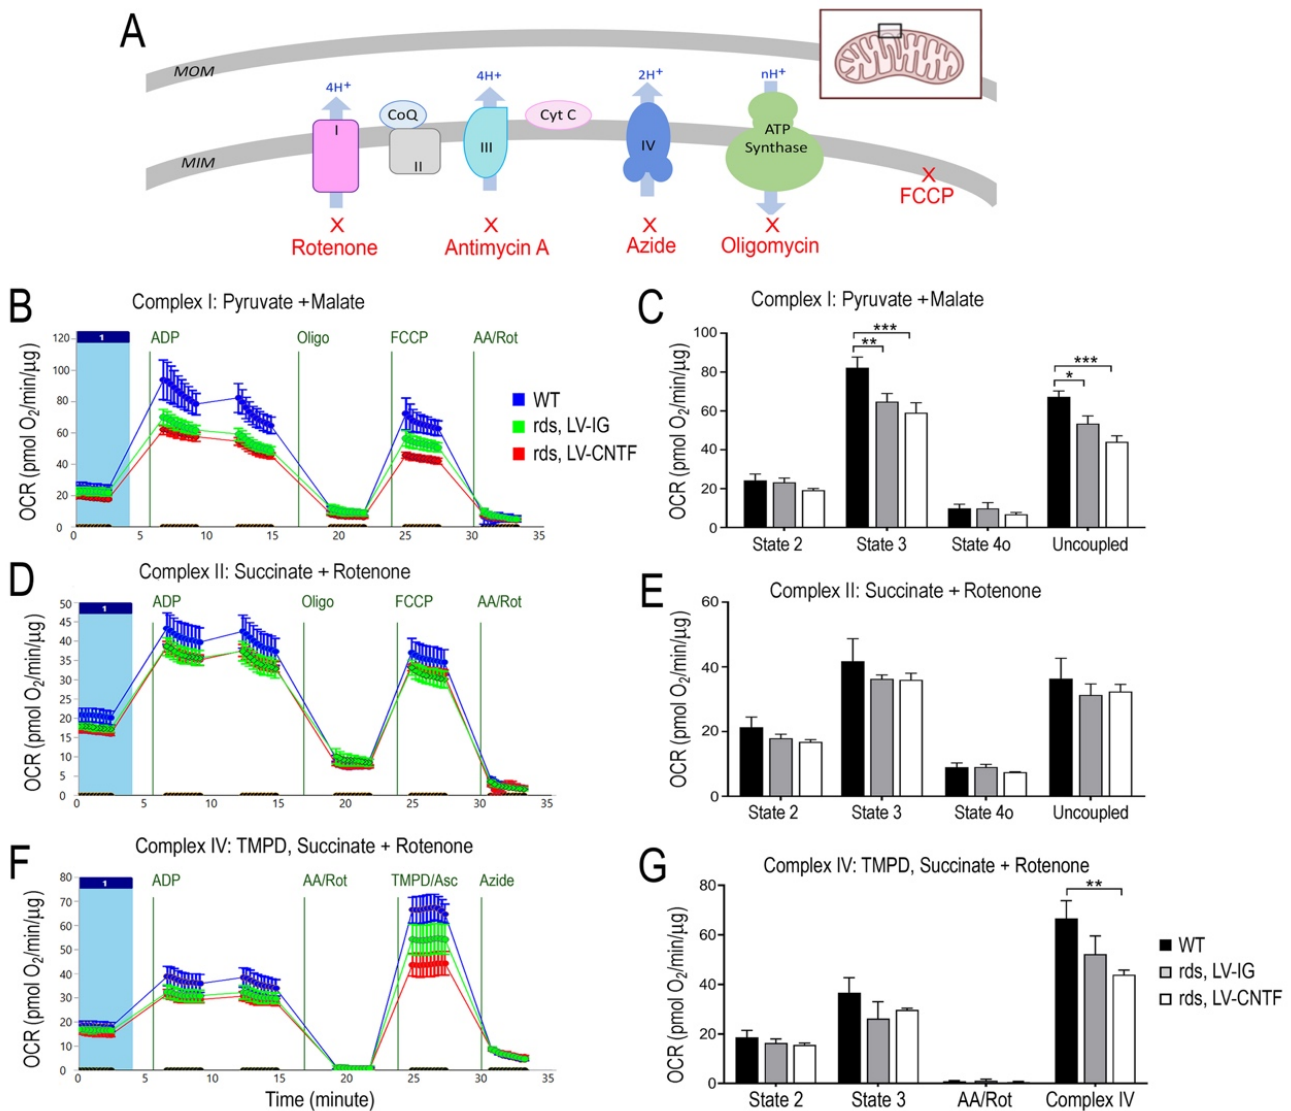 A
MOM
MIM
4H+
4H+
2H+
nH+
I
CoQ
II
III
Cyt C
IV
ATP
Synthase
X
X
X
X
X
Rotenone
Antimycin A
Azide
Oligomycin
FCCP
B
Complex I: Pyruvate +Malate
1
ADP
Oligo
FCCP
AA/Rot
OCR (pmol O2/min/µg)
120
100
80
60
40
20
0
0 5 10 15 20 25 30 35
WT
rds, LV-IG
rds, LV-CNTF
C
Complex I: Pyruvate +Malate
OCR (pmol O2/min/µg)
100
80
60
40
20
0
***
**
***
*
State 2
State 3
State 4o
Uncoupled
D
Complex II: Succinate + Rotenone
1
ADP
Oligo
FCCP
AA/Rot
OCR (pmol O2/min/µg)
50
45
40
35
30
25
20
15
10
5
0
0 5 10 15 20 25 30 35
E
Complex II: Succinate + Rotenone
OCR (pmol O2/min/µg)
60
40
20
0
State 2
State 3
State 4o
Uncoupled
F
Complex IV: TMPD, Succinate + Rotenone
1
ADP
AA/Rot
TMPD/Asc
Azide
OCR (pmol O2/min/µg)
80
70
60
50
40
30
20
10
0
0 5 10 15 20 25 30 35
Time (minute)
G
Complex IV: TMPD, Succinate + Rotenone
OCR (pmol O2/min/µg)
80
60
40
20
0
**
State 2
State 3
AA/Rot
Complex IV
WT
rds, LV-IG
rds, LV-CNTF